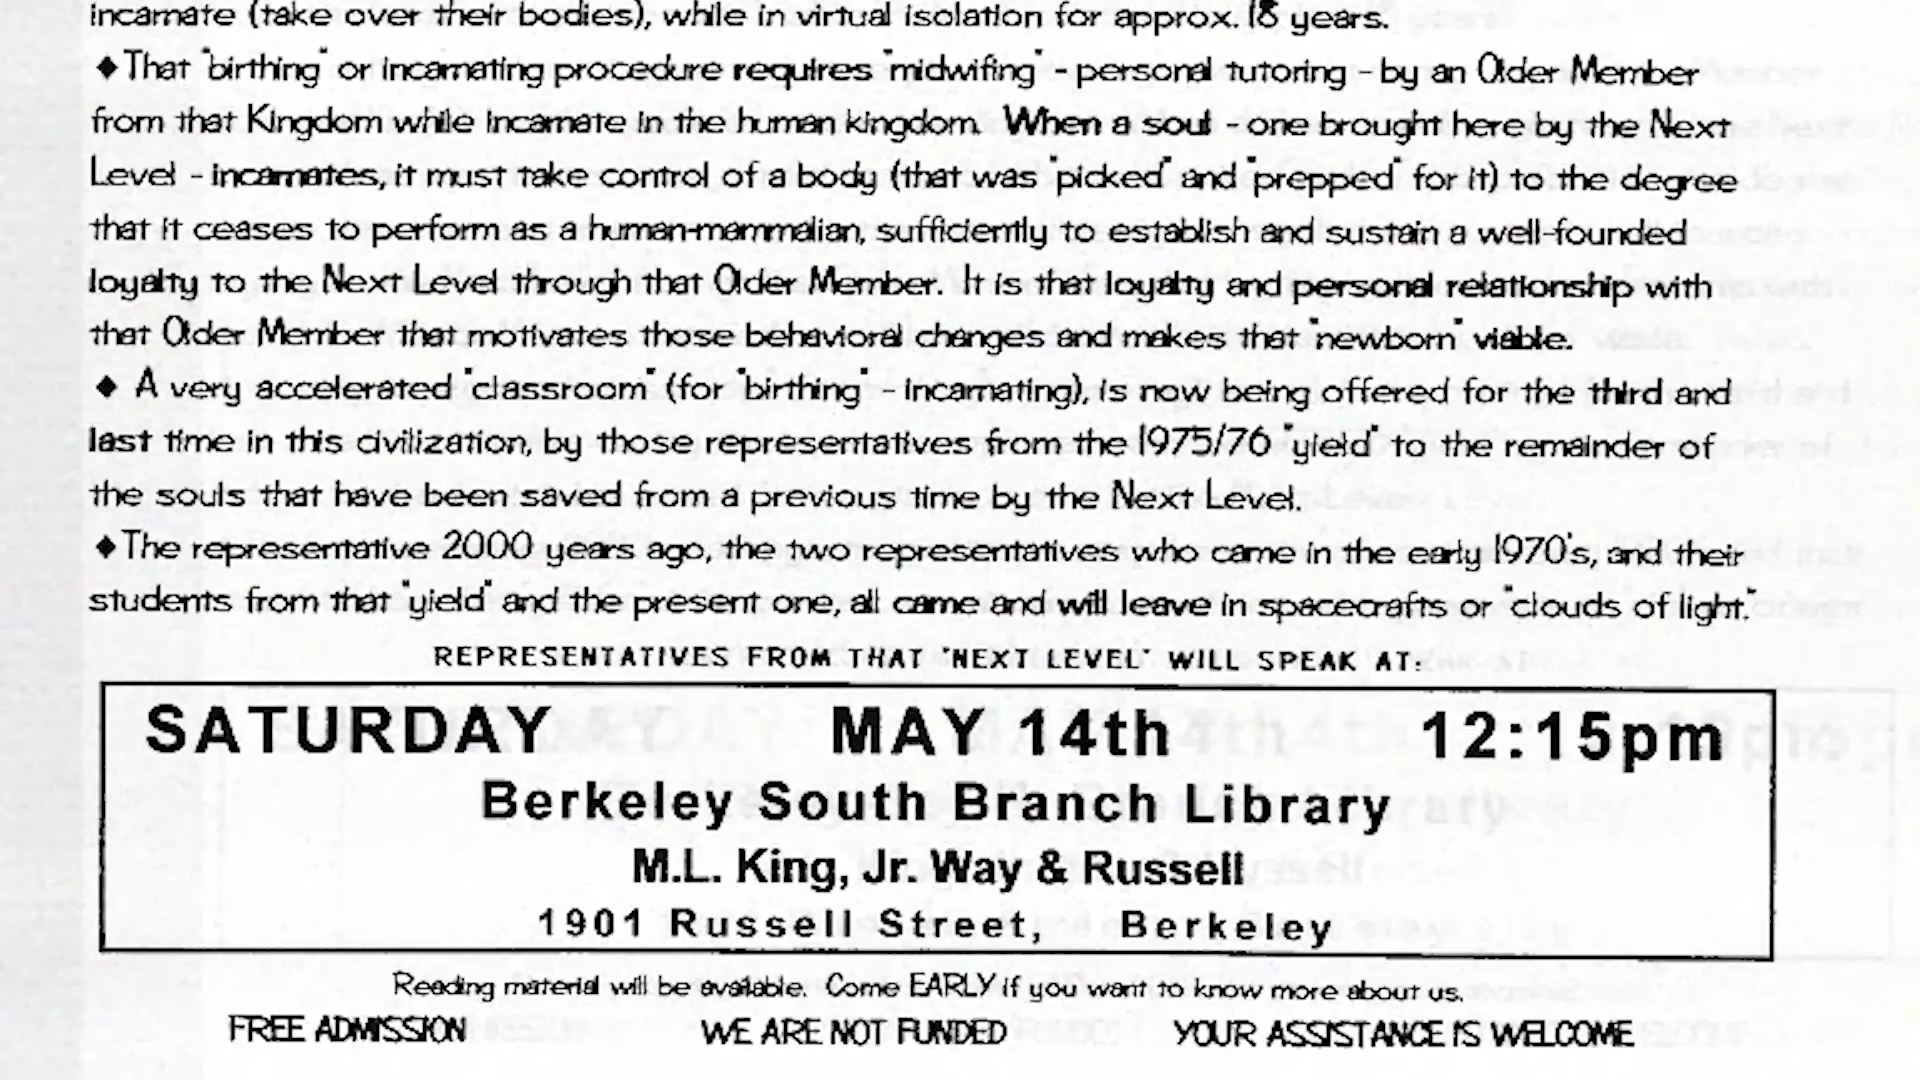 incarnate (take over their bodies), while in virtual isolation for approx. 18 years.
◆That "birthing" or incarnating procedure requires "midwifing" - personal tutoring - by an Older Member
from that Kingdom while incarnate in the human kingdom. When a soul - one brought here by the Next
Level - incarnates, it must take control of a body (that was "picked" and "prepped" for it) to the degree
that it ceases to perform as a human-mammalian, sufficiently to establish and sustain a well-founded
loyalty to the Next Level through that Older Member. It is that loyalty and personal relationship with
that Older Member that motivates those behavioral changes and makes that "newborn" viable.
◆ A very accelerated "classroom" (for "birthing" - incarnating), is now being offered for the third and
last time in this civilization, by those representatives from the 1975/76 "yield" to the remainder of
the souls that have been saved from a previous time by the Next Level.
◆The representative 2000 years ago, the two representatives who came in the early 1970's, and their
students from that "yield" and the present one, all came and will leave in spacecrafts or "clouds of light."
REPRESENTATIVES FROM THAT "NEXT LEVEL" WILL SPEAK AT:
SATURDAY MAY 14th 12:15pm
Berkeley South Branch Library
M.L. King, Jr. Way & Russell
1901 Russell Street, Berkeley
Reading material will be available. Come EARLY if you want to know more about us.
FREE ADMISSION WE ARE NOT FUNDED YOUR ASSISTANCE IS WELCOME